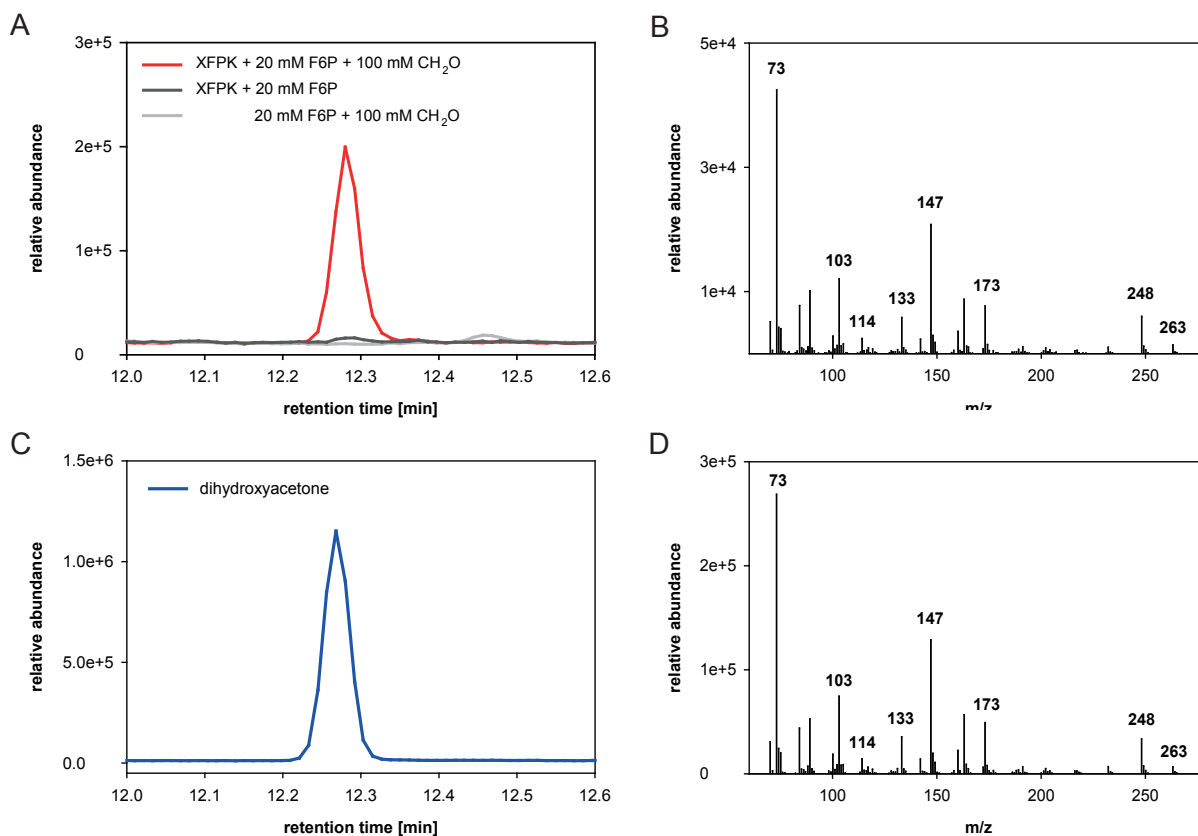 A
3e+5
2e+5
1e+5
0
relative abundance
XFPK + 20 mM F6P + 100 mM CH2O
XFPK + 20 mM F6P
20 mM F6P + 100 mM CH2O
12.0 12.1 12.2 12.3 12.4 12.5 12.6
retention time [min]
B
5e+4
3e+4
1e+4
relative abundance
73
103
114
133
147
173
248
263
100 150 200 250
m/z
C
1.5e+6
1.0e+6
5.0e+5
0.0
relative abundance
dihydroxyacetone
12.0 12.1 12.2 12.3 12.4 12.5 12.6
retention time [min]
D
3e+5
2e+5
1e+5
0
relative abundance
73
103
114
133
147
173
248
263
100 150 200 250
m/z